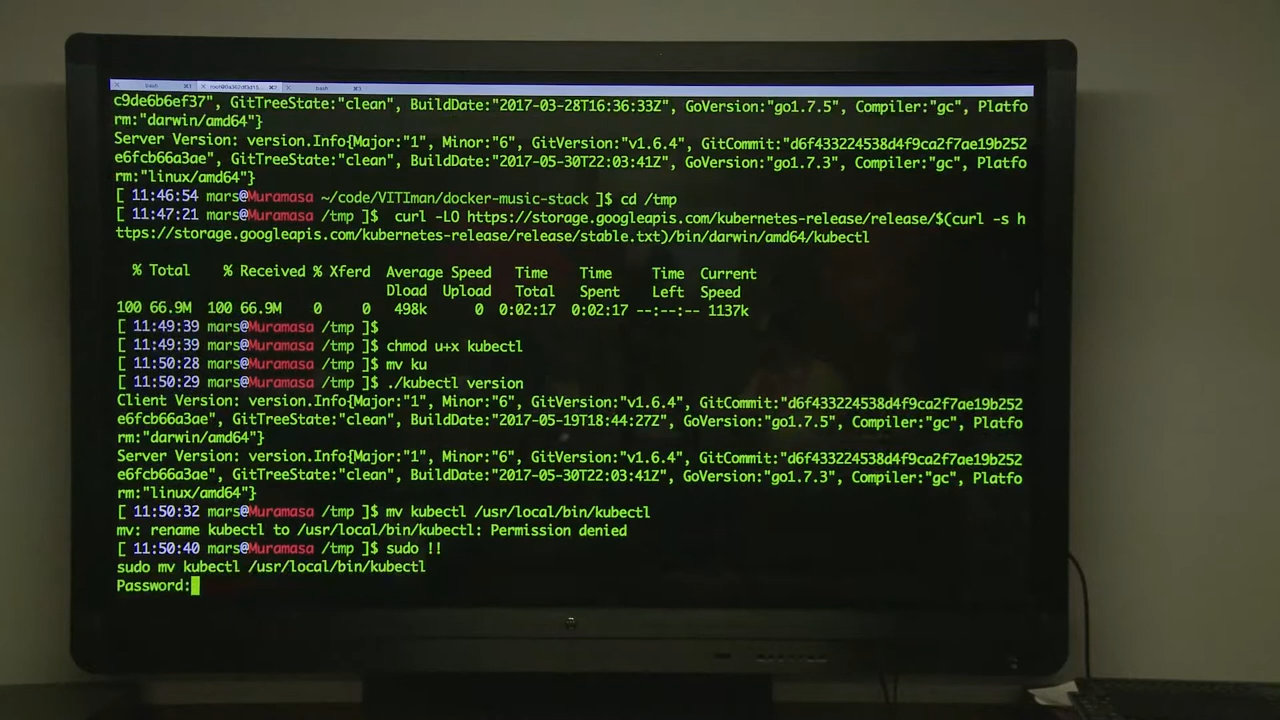 bash ⌘1 ⌘2 bash ⌘3
c9de6b6ef37", GitTreeState:"clean", BuildDate:"2017-03-28T16:36:33Z", GoVersion:"go1.7.5", Compiler:"gc", Platfo
rm:"darwin/amd64"}
Server Version: version.Info{Major:"1", Minor:"6", GitVersion:"v1.6.4", GitCommit:"d6f433224538d4f9ca2f7ae19b252
e6fcb66a3ae", GitTreeState:"clean", BuildDate:"2017-05-30T22:03:41Z", GoVersion:"go1.7.3", Compiler:"gc", Platfo
rm:"linux/amd64"}
[ 11:46:54 mars@Muramasa ~/code/VITIman/docker-music-stack ]$ cd /tmp
[ 11:47:21 mars@Muramasa /tmp ]$  curl -LO https://storage.googleapis.com/kubernetes-release/release/$(curl -s h
ttps://storage.googleapis.com/kubernetes-release/release/stable.txt)/bin/darwin/amd64/kubectl
% Total    % Received % Xferd  Average Speed   Time    Time     Time  Current
Dload  Upload   Total   Spent    Left  Speed
100 66.9M  100 66.9M    0     0   498k      0  0:02:17  0:02:17 --:--:-- 1137k
[ 11:49:39 mars@Muramasa /tmp ]$
[ 11:49:39 mars@Muramasa /tmp ]$ chmod u+x kubectl
[ 11:50:28 mars@Muramasa /tmp ]$ mv ku
[ 11:50:29 mars@Muramasa /tmp ]$ ./kubectl version
Client Version: version.Info{Major:"1", Minor:"6", GitVersion:"v1.6.4", GitCommit:"d6f433224538d4f9ca2f7ae19b252
e6fcb66a3ae", GitTreeState:"clean", BuildDate:"2017-05-19T18:44:27Z", GoVersion:"go1.7.5", Compiler:"gc", Platfo
rm:"darwin/amd64"}
Server Version: version.Info{Major:"1", Minor:"6", GitVersion:"v1.6.4", GitCommit:"d6f433224538d4f9ca2f7ae19b252
e6fcb66a3ae", GitTreeState:"clean", BuildDate:"2017-05-30T22:03:41Z", GoVersion:"go1.7.3", Compiler:"gc", Platfo
rm:"linux/amd64"}
[ 11:50:32 mars@Muramasa /tmp ]$ mv kubectl /usr/local/bin/kubectl
mv: rename kubectl to /usr/local/bin/kubectl: Permission denied
[ 11:50:40 mars@Muramasa /tmp ]$ sudo !!
sudo mv kubectl /usr/local/bin/kubectl
Password: